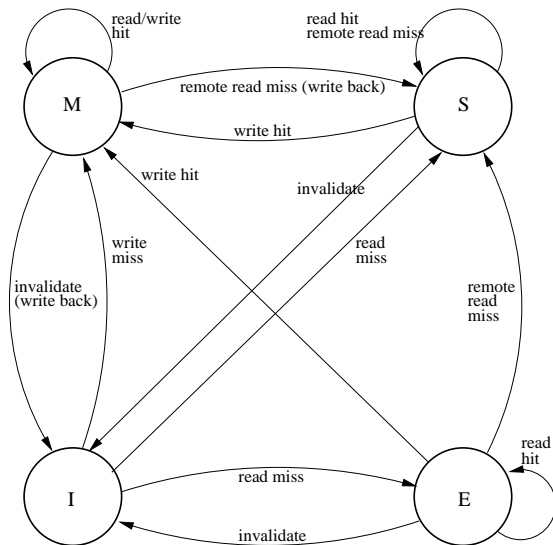 read/write
hit
read hit
remote read miss
M
remote read miss (write back)
S
write hit
write hit
invalidate
write
miss
read
miss
invalidate
(write back)
remote
read
miss
read
hit
I
read miss
E
invalidate